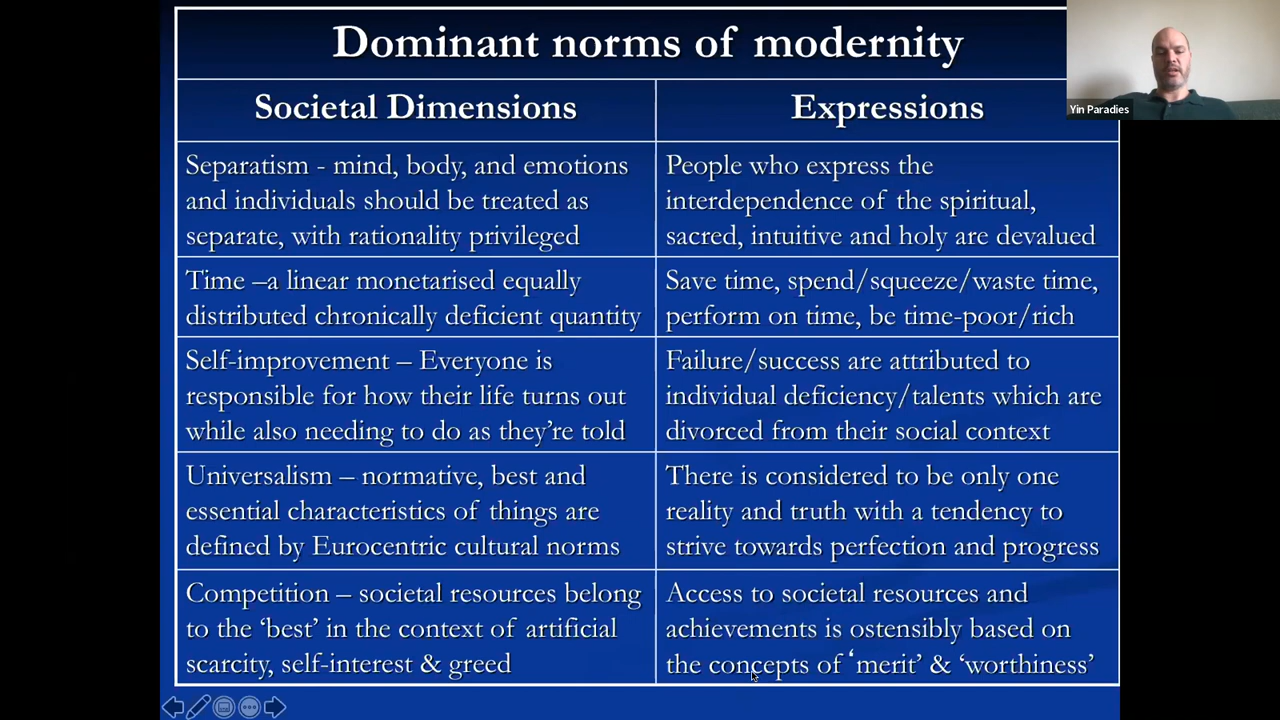 Dominant norms of modernity
Yin Paradies
Societal Dimensions
Expressions
Separatism - mind, body, and emotions
and individuals should be treated as
separate, with rationality privileged
People who express the
interdependence of the spiritual,
sacred, intuitive and holy are devalued
Time –a linear monetarised equally
distributed chronically deficient quantity
Save time, spend/squeeze/waste time,
perform on time, be time-poor/rich
Self-improvement – Everyone is
responsible for how their life turns out
while also needing to do as they’re told
Failure/success are attributed to
individual deficiency/talents which are
divorced from their social context
Universalism – normative, best and
essential characteristics of things are
defined by Eurocentric cultural norms
There is considered to be only one
reality and truth with a tendency to
strive towards perfection and progress
Competition – societal resources belong
to the ‘best’ in the context of artificial
scarcity, self-interest & greed
Access to societal resources and
achievements is ostensibly based on
the concepts of ‘merit’ & ‘worthiness’